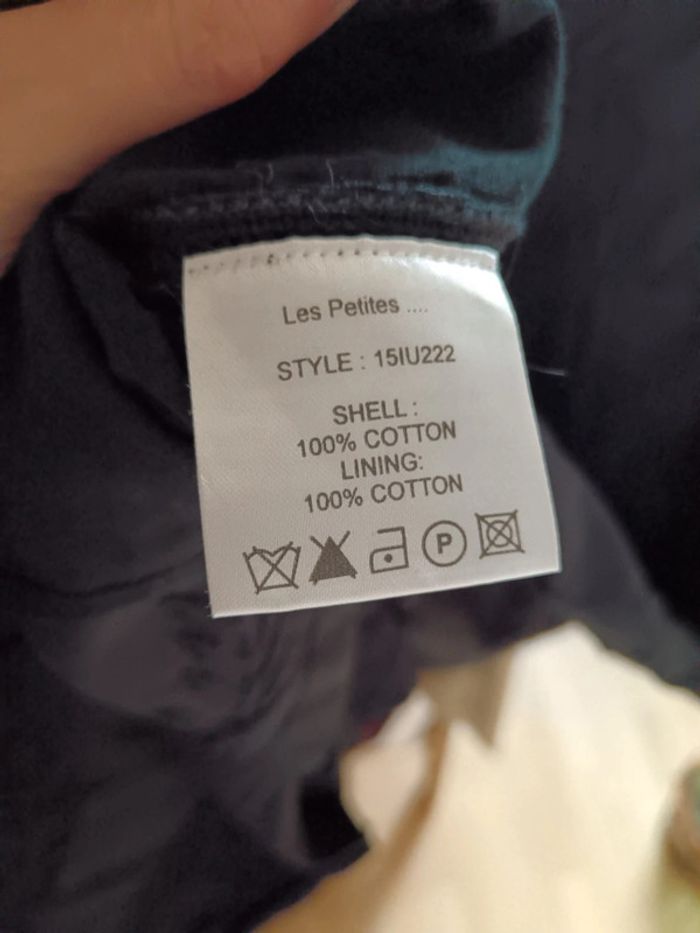 Les Petites ....
STYLE : 15IU222
SHELL :
100% COTTON
LINING:
100% COTTON
P